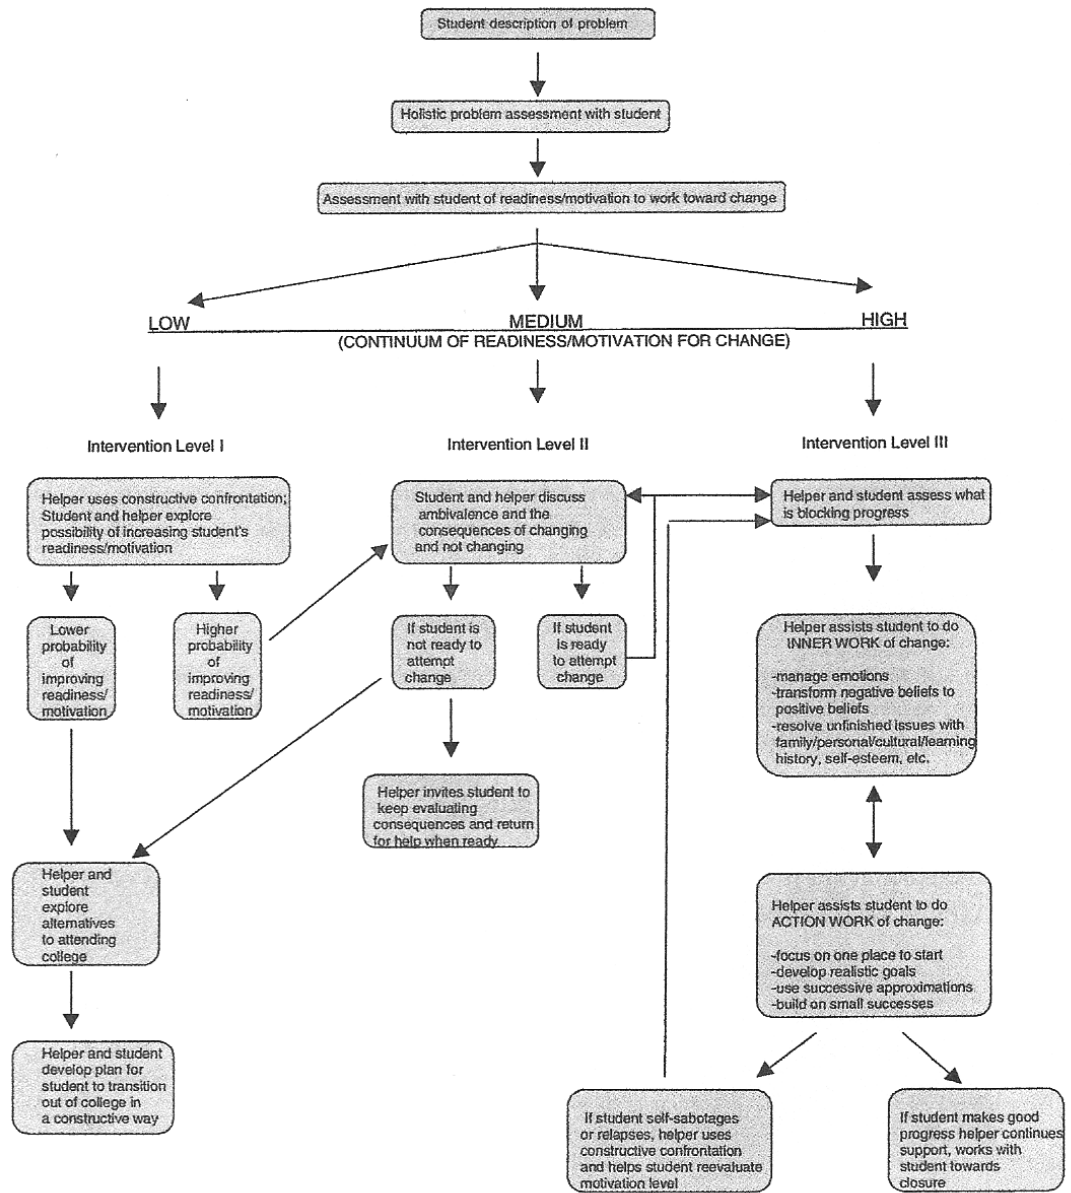 Student description of problem
Holistic problem assessment with student
Assessment with student of readiness/motivation to work toward change
LOW
MEDIUM
HIGH
(CONTINUUM OF READINESS/MOTIVATION FOR CHANGE)
Intervention Level I
Intervention Level II
Intervention Level III
Helper uses constructive confrontation;
Student and helper explore
possibility of increasing student's
readiness/motivation
Student and helper discuss
ambivalence and the
consequences of changing
and not changing
Helper and student assess what
is blocking progress
Lower
probability
of
improving
readiness/
motivation
Higher
probability
of
improving
readiness/
motivation
If student is
not ready to
attempt
change
If student
is ready
to attempt
change
Helper assists student to do
INNER WORK of change:
-manage emotions
-transform negative beliefs to
positive beliefs
-resolve unfinished issues with
family/personal/cultural/learning
history, self-esteem, etc.
Helper invites student to
keep evaluating
consequences and return
for help when ready
Helper and
student
explore
alternatives
to attending
college
Helper assists student to do
ACTION WORK of change:
-focus on one place to start
-develop realistic goals
-use successive approximations
-build on small successes
Helper and student
develop plan for
student to transition
out of college in
a constructive way
If student self-sabotages
or relapses, helper uses
constructive confrontation
and helps student reevaluate
motivation level
If student makes good
progress helper continues
support, works with
student towards
closure